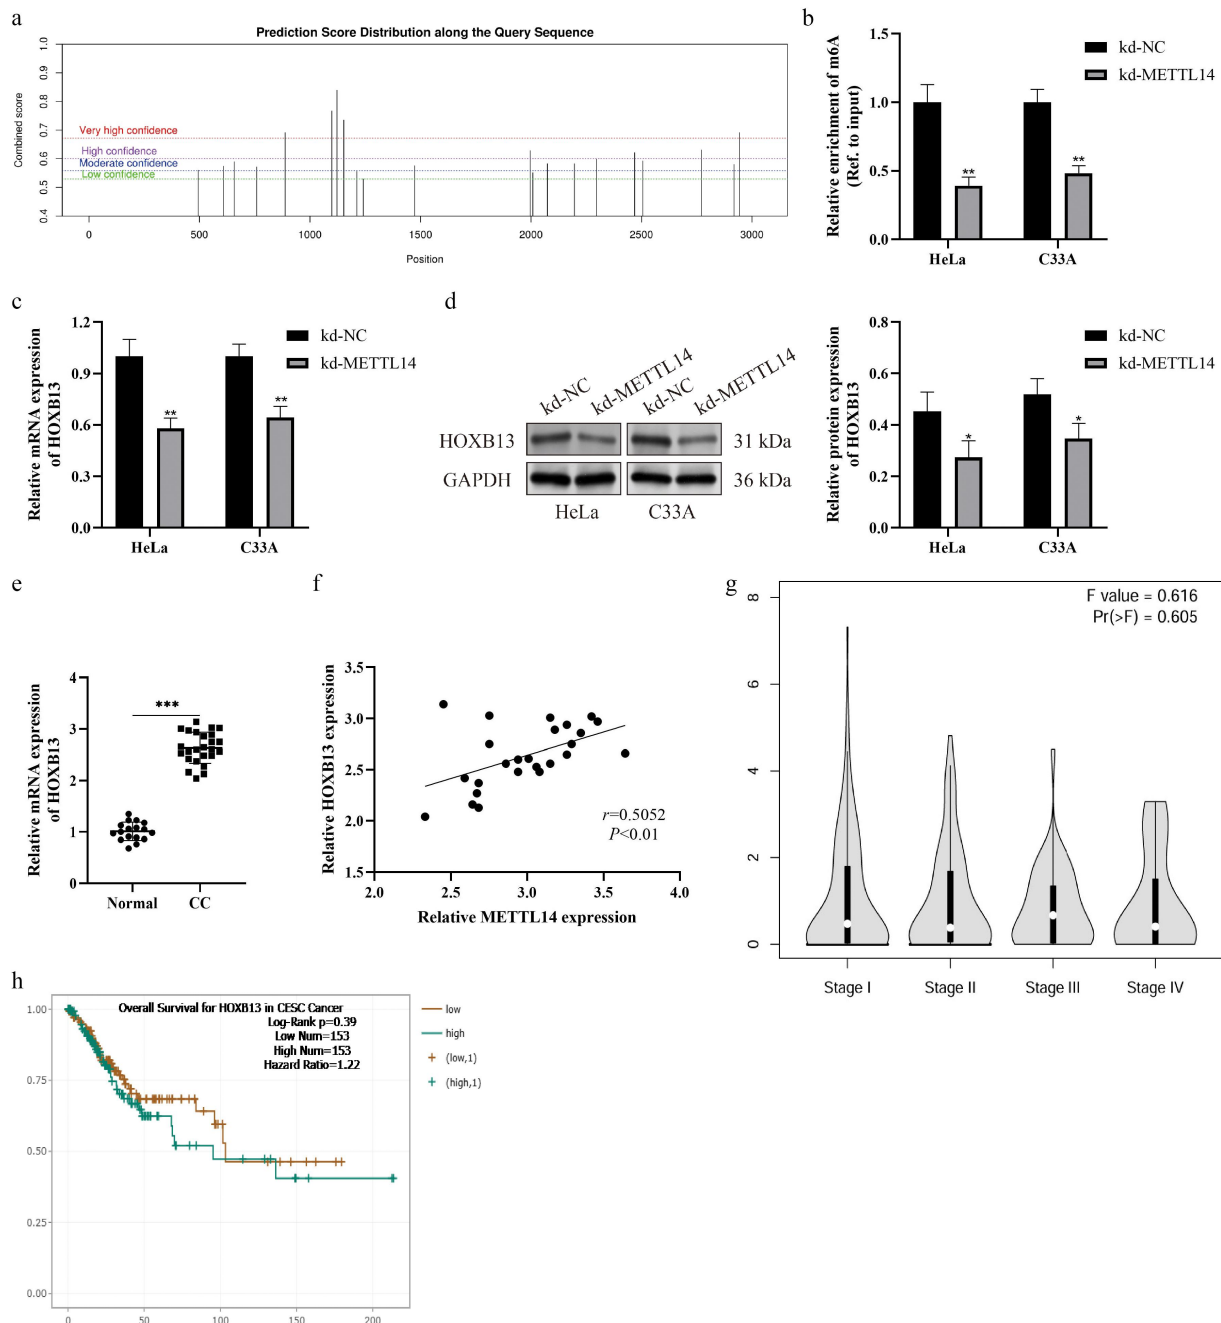 a
Prediction Score Distribution along the Query Sequence
Combined score
1.0
0.9
0.8
0.7
0.6
0.5
0.4
Very high confidence
High confidence
Moderate confidence
Low confidence
0 500 1000 1500 2000 2500 3000
Position
b
Relative enrichment of m6A
(Ref. to input)
1.5
1.0
0.5
0.0
kd-NC
kd-METTL14
**
**
HeLa C33A
c
Relative mRNA expression
of HOXB13
1.2
0.9
0.6
0.3
0.0
kd-NC
kd-METTL14
**
**
HeLa C33A
d
kd-NC kd-METTL14 kd-NC kd-METTL14
HOXB13 31 kDa
GAPDH 36 kDa
HeLa C33A
Relative protein expression
of HOXB13
0.8
0.6
0.4
0.2
0.0
kd-NC
kd-METTL14
*
*
HeLa C33A
e
Relative mRNA expression
of HOXB13
4
3
2
1
0
***
Normal CC
f
Relative HOXB13 expression
3.5
3.0
2.5
2.0
1.5
r=0.5052
P<0.01
2.0 2.5 3.0 3.5 4.0
Relative METTL14 expression
g
F value = 0.616
Pr(>F) = 0.605
8
6
4
2
0
Stage I Stage II Stage III Stage IV
h
Overall Survival for HOXB13 in CESC Cancer
Log-Rank p=0.39
Low Num=153
High Num=153
Hazard Ratio=1.22
1.00
0.75
0.50
0.25
0.00
0 50 100 150 200
low
high
(low,1)
(high,1)